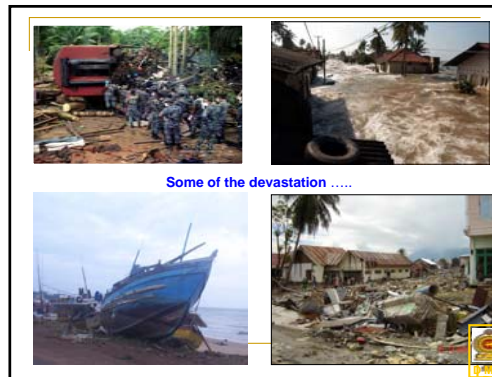 Some of the devastation .....